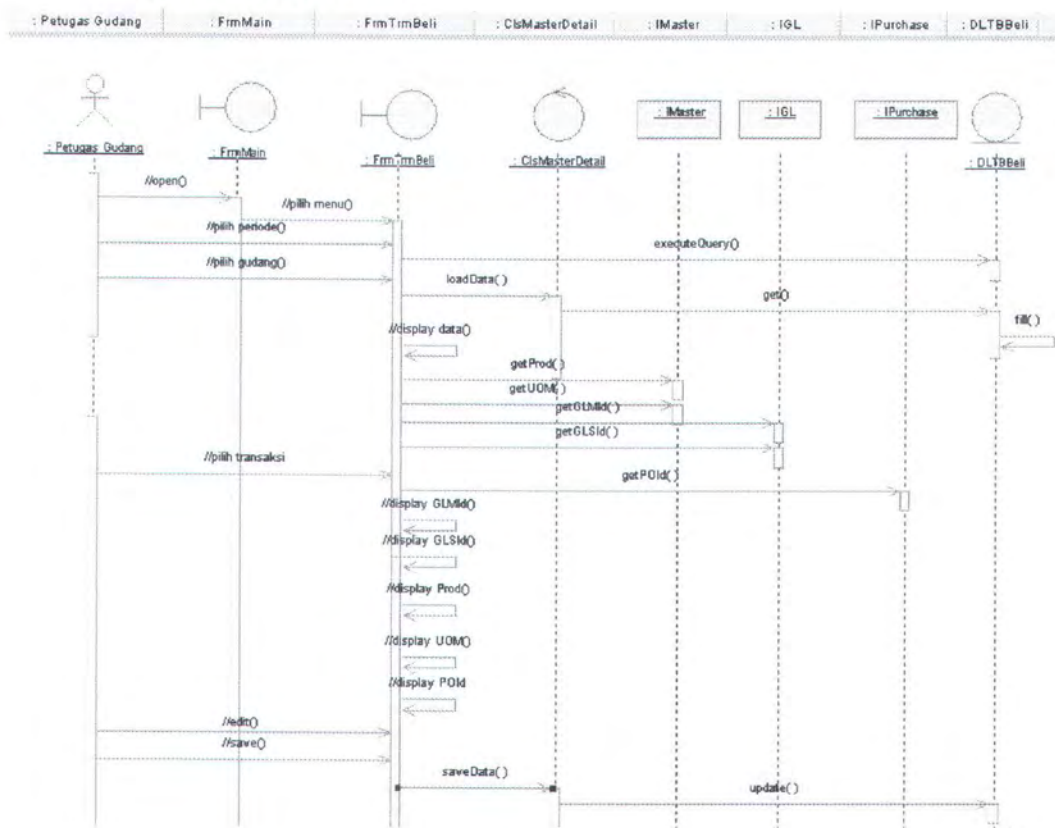 : Petugas Gudang : FrmMain : FrmTrmBeli : ClsMasterDetail : IMaster : IGL : IPurchase : DLTBBeli
: Petugas Gudang
: FrmMain
: FrmTrmBeli
: ClsMasterDetail
: IMaster
: IGL
: IPurchase
: DLTBBeli
//open()
//pilih menu()
//pilih periode()
executeQuery()
//pilih gudang()
loadData( )
get()
fill( )
//display data()
getProd( )
getUOM( )
getGLMId( )
getGLSId( )
//pilih transaksi
getPOId( )
//display GLMId()
//display GLSId()
//display Prod()
//display UOM()
//display POId
//edit()
//save()
saveData( )
update( )